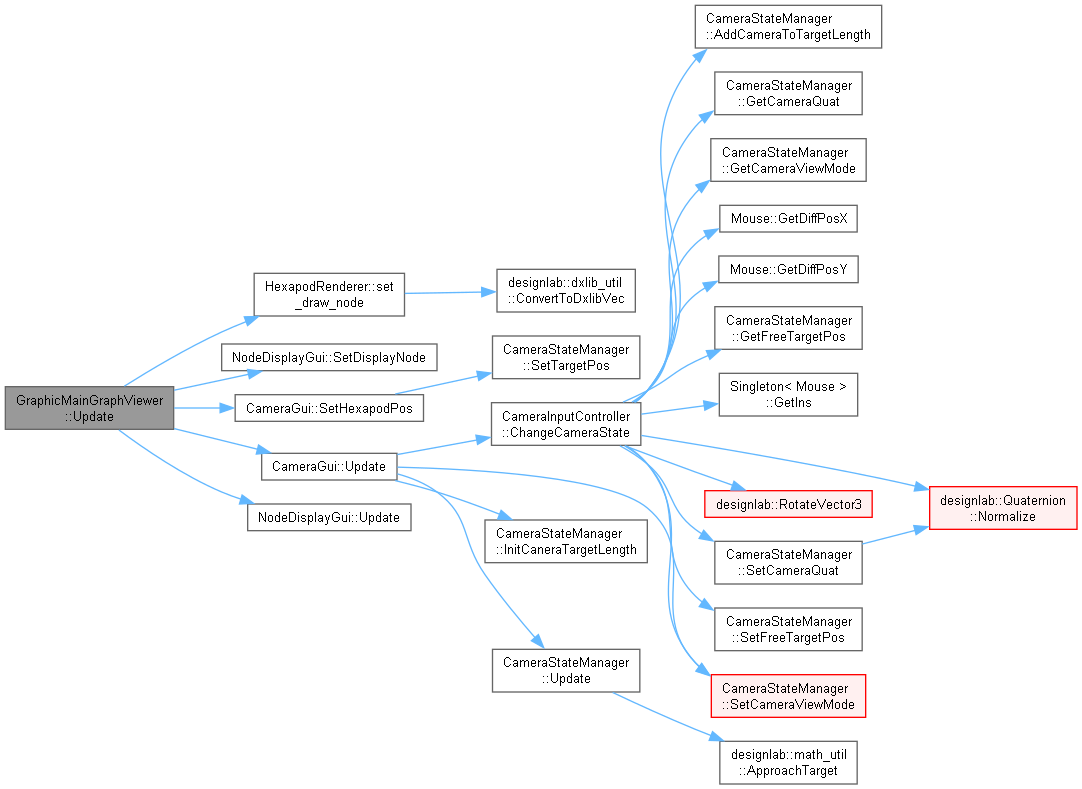 GraphicMainGraphViewer
::Update
HexapodRenderer::set
_draw_node
designlab::dxlib_util
::ConvertToDxlibVec
NodeDisplayGui::SetDisplayNode
CameraGui::SetHexapodPos
CameraStateManager
::SetTargetPos
CameraGui::Update
CameraInputController
::ChangeCameraState
CameraStateManager
::AddCameraToTargetLength
CameraStateManager
::GetCameraQuat
CameraStateManager
::GetCameraViewMode
Mouse::GetDiffPosX
Mouse::GetDiffPosY
CameraStateManager
::GetFreeTargetPos
Singleton< Mouse >
::GetIns
designlab::Quaternion
::Normalize
designlab::RotateVector3
CameraStateManager
::SetCameraQuat
CameraStateManager
::SetFreeTargetPos
CameraStateManager
::SetCameraViewMode
CameraStateManager
::InitCaneraTargetLength
CameraStateManager
::Update
designlab::math_util
::ApproachTarget
NodeDisplayGui::Update